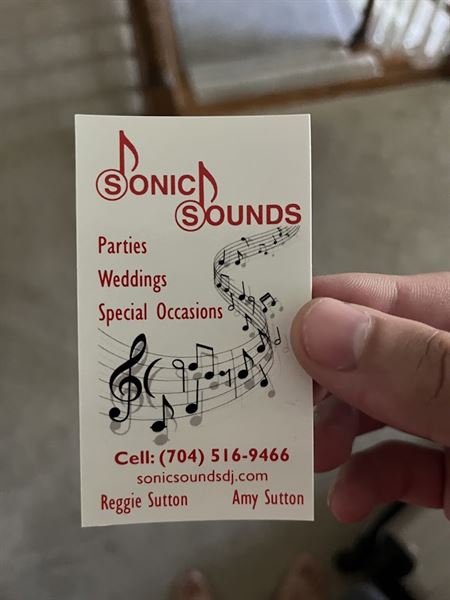 SONIC
SOUNDS
Parties
Weddings
Special Occasions
Cell: (704) 516-9466
sonicsoundsdj.com
Reggie Sutton Amy Sutton